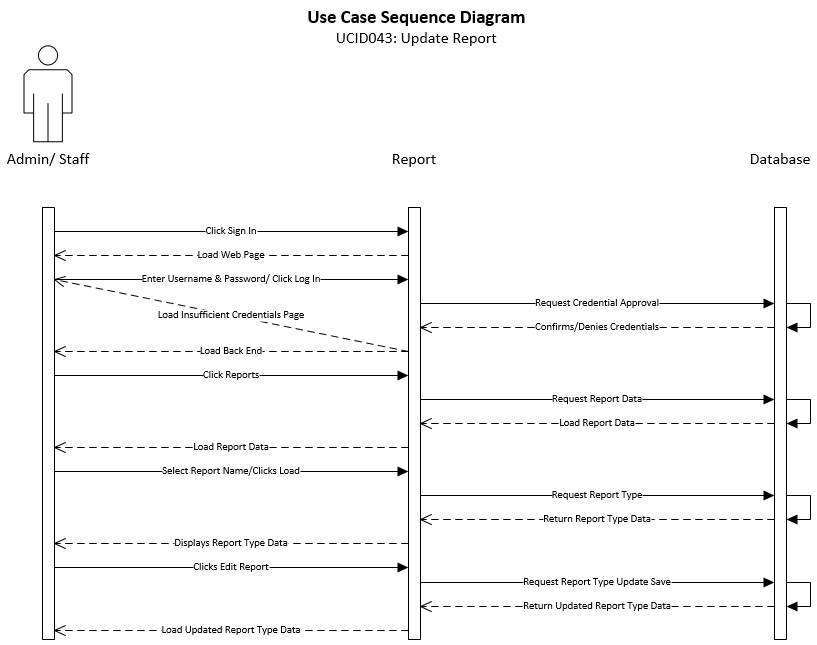 Use Case Sequence Diagram
UCID043: Update Report
Admin/ Staff
Report
Database
Click Sign In
Load Web Page
Enter Username & Password/ Click Log In
Request Credential Approval
Load Insufficient Credentials Page
Confirms/Denies Credentials
Load Back End
Click Reports
Request Report Data
Load Report Data
Load Report Data
Select Report Name/Clicks Load
Request Report Type
Return Report Type Data
Displays Report Type Data
Clicks Edit Report
Request Report Type Update Save
Return Updated Report Type Data
Load Updated Report Type Data